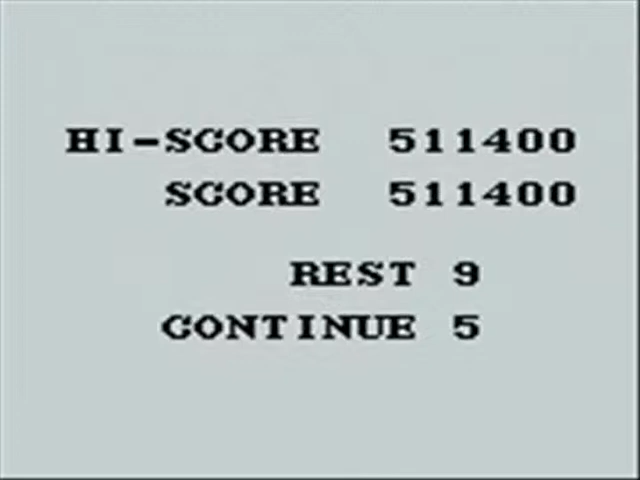 HI-SCORE 511400
SCORE 511400
REST 9
CONTINUE 5